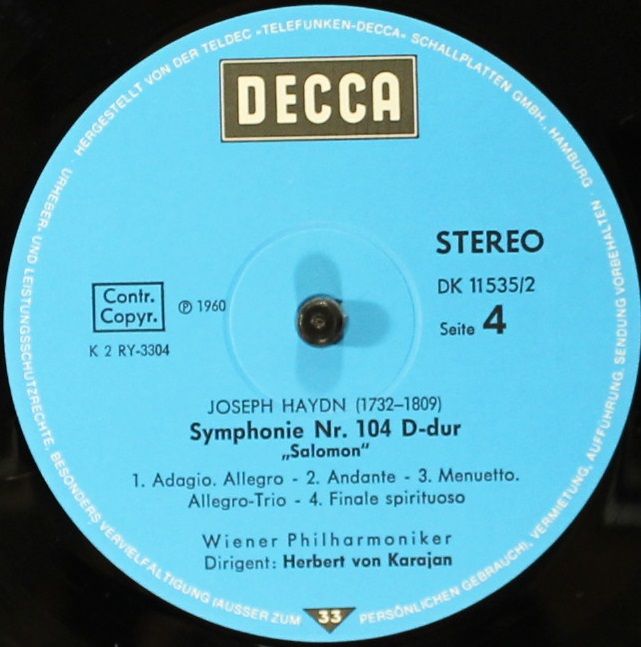 HERGESTELLT VON DER TELDEC »TELEFUNKEN-DECCA« SCHALLPLATTEN GMBH., HAMBURG ·
URHEBER- UND LEISTUNGSSCHUTZRECHTE, BESONDERS VERVIELFÄLTIGUNG (AUSSER ZUM PERSÖNLICHEN GEBRAUCH), VERMIETUNG, AUFFÜHRUNG, SENDUNG VORBEHALTEN ·
DECCA
STEREO
DK 11535/2
Seite 4
Contr.
Copyr.
Ⓟ 1960
K 2 RY-3304
JOSEPH HAYDN (1732–1809)
Symphonie Nr. 104 D-dur
„Salomon"
1. Adagio. Allegro - 2. Andante - 3. Menuetto.
Allegro-Trio - 4. Finale spirituoso
Wiener Philharmoniker
Dirigent: Herbert von Karajan
33